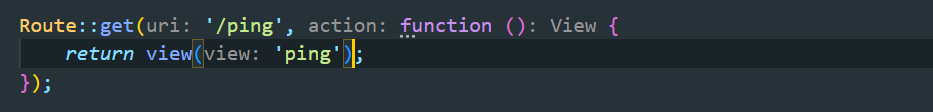 Route::get(uri: '/ping', action: function (): View {
    return view(view: 'ping');
});